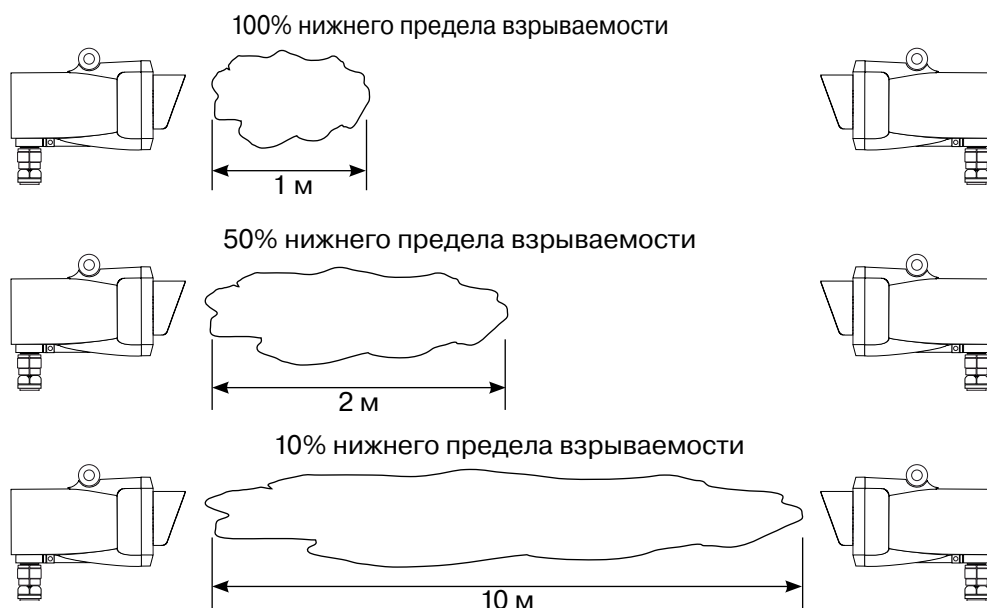 100% нижнего предела взрываемости
1 м
50% нижнего предела взрываемости
2 м
10% нижнего предела взрываемости
10 м